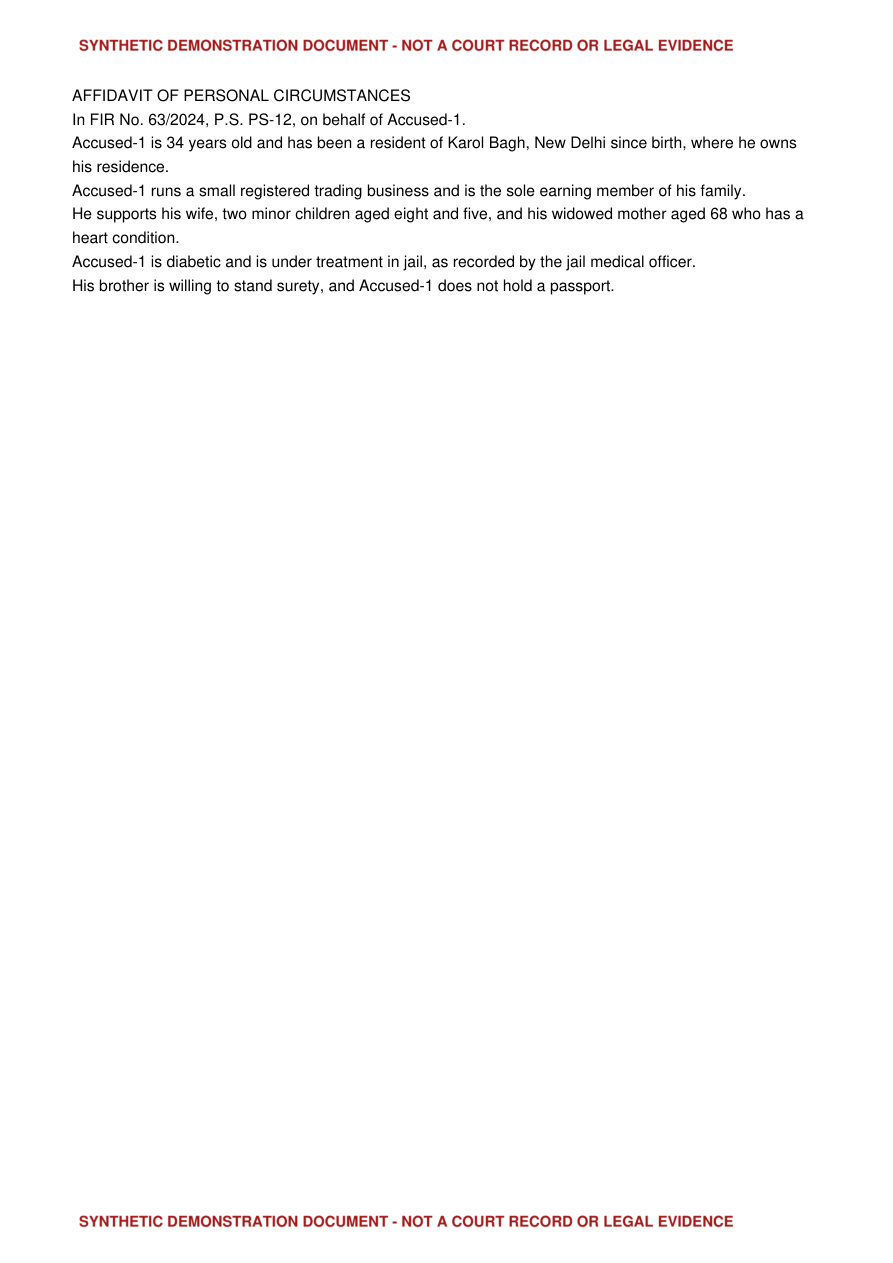 SYNTHETIC DEMONSTRATION DOCUMENT - NOT A COURT RECORD OR LEGAL EVIDENCE
AFFIDAVIT OF PERSONAL CIRCUMSTANCES
In FIR No. 63/2024, P.S. PS-12, on behalf of Accused-1.
Accused-1 is 34 years old and has been a resident of Karol Bagh, New Delhi since birth, where he owns
his residence.
Accused-1 runs a small registered trading business and is the sole earning member of his family.
He supports his wife, two minor children aged eight and five, and his widowed mother aged 68 who has a
heart condition.
Accused-1 is diabetic and is under treatment in jail, as recorded by the jail medical officer.
His brother is willing to stand surety, and Accused-1 does not hold a passport.
SYNTHETIC DEMONSTRATION DOCUMENT - NOT A COURT RECORD OR LEGAL EVIDENCE